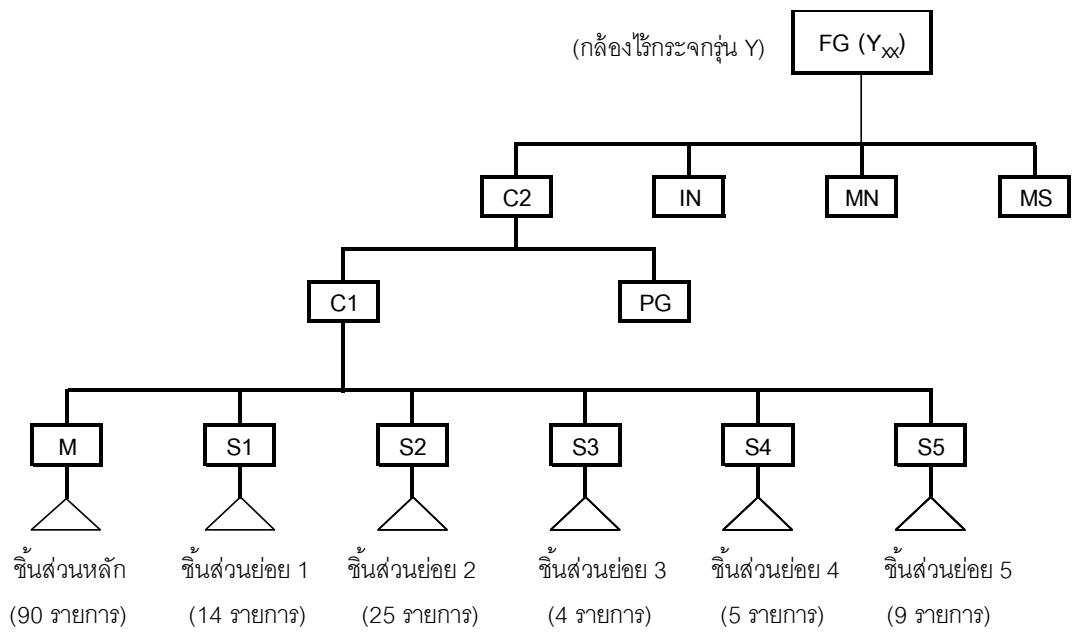 (กล้องไร้กระจกรุ่น Y) FG (Yxx)
C2 IN MN MS
C1 PG
M S1 S2 S3 S4 S5
ชิ้นส่วนหลัก ชิ้นส่วนย่อย 1 ชิ้นส่วนย่อย 2 ชิ้นส่วนย่อย 3 ชิ้นส่วนย่อย 4 ชิ้นส่วนย่อย 5
(90 รายการ) (14 รายการ) (25 รายการ) (4 รายการ) (5 รายการ) (9 รายการ)